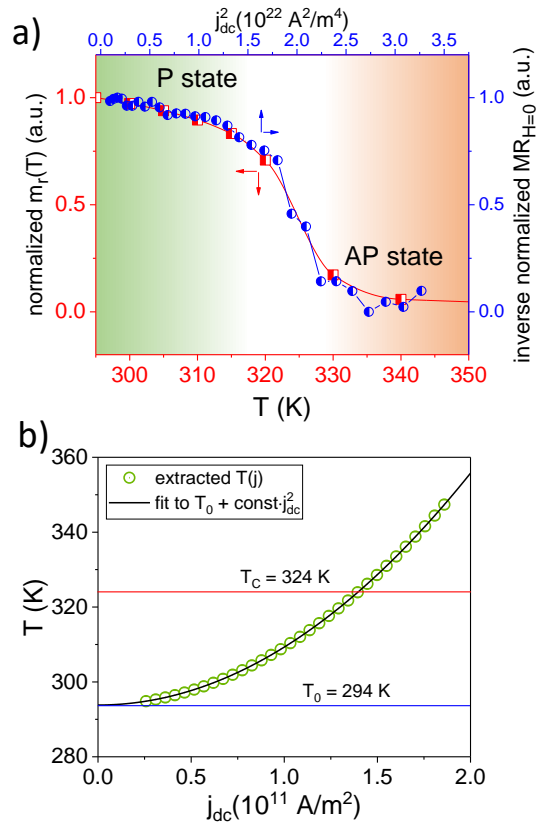 a)
j²dc(10²² A²/m⁴)
0.0 0.5 1.0 1.5 2.0 2.5 3.0 3.5
P state
AP state
normalized mr(T) (a.u.)
1.0
0.5
0.0
inverse normalized MRH=0 (a.u.)
1.0
0.5
0.0
300 310 320 330 340 350
T (K)
b)
extracted T(j)
fit to T0 + const·j²dc
TC = 324 K
T0 = 294 K
T (K)
360
340
320
300
280
0.0 0.5 1.0 1.5 2.0
jdc(10¹¹ A/m²)